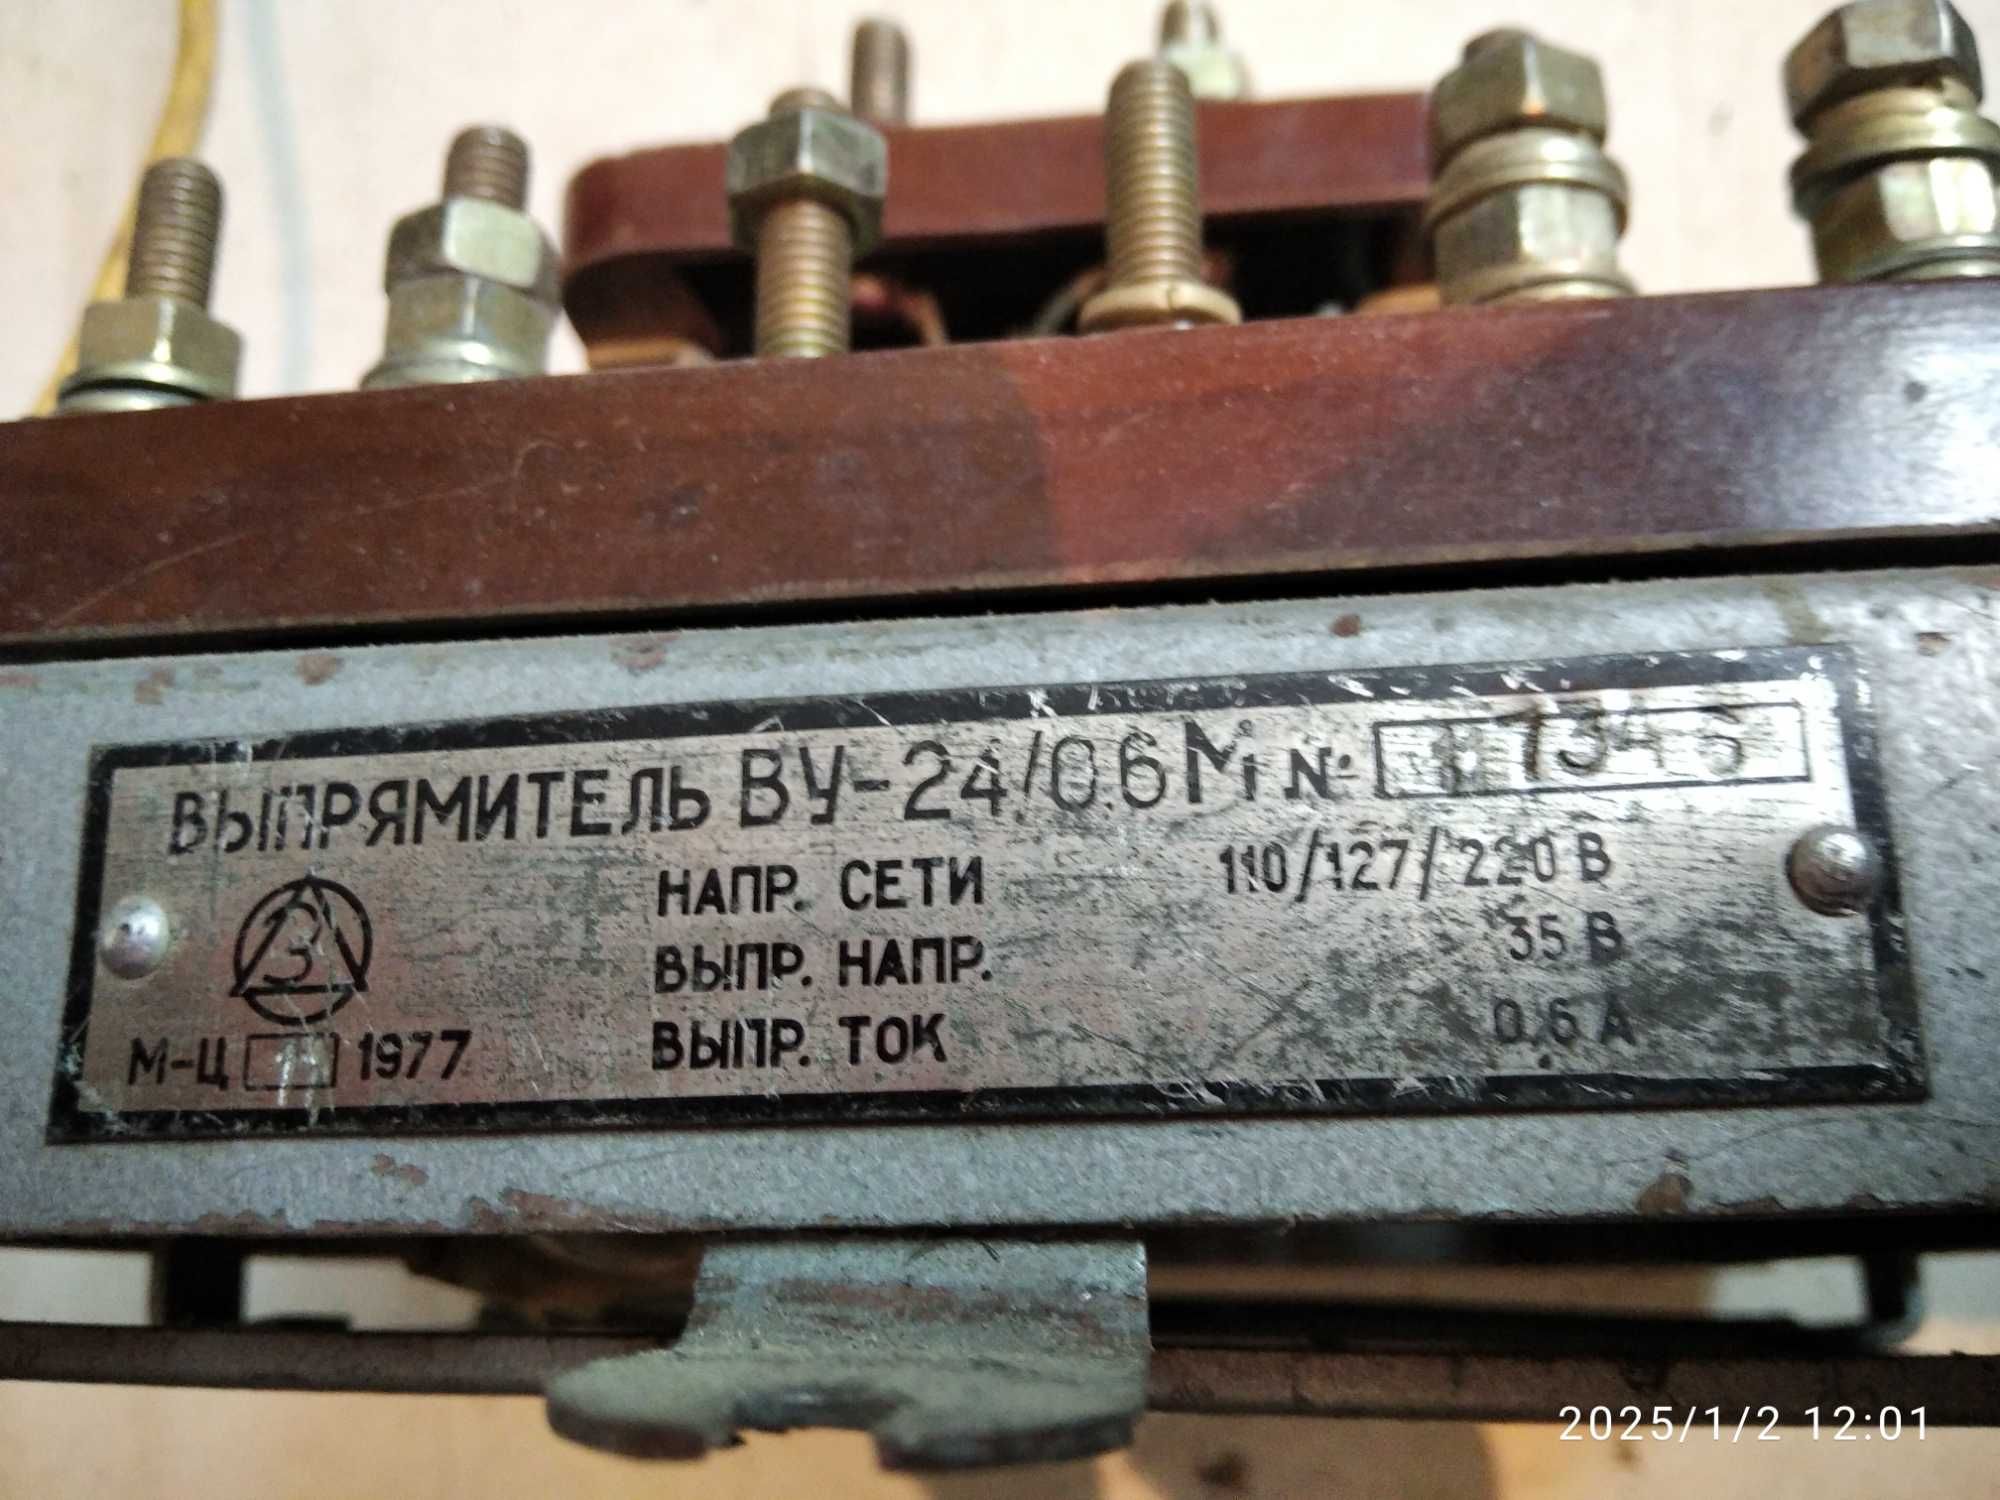 ВЫПРЯМИТЕЛЬ ВУ-24/0.6М №
НАПР. СЕТИ 110/127/220 В
З
ВЫПР. НАПР. 35 В
М-Ц 1977 ВЫПР. ТОК 0.6 А
2025/1/2 12:01